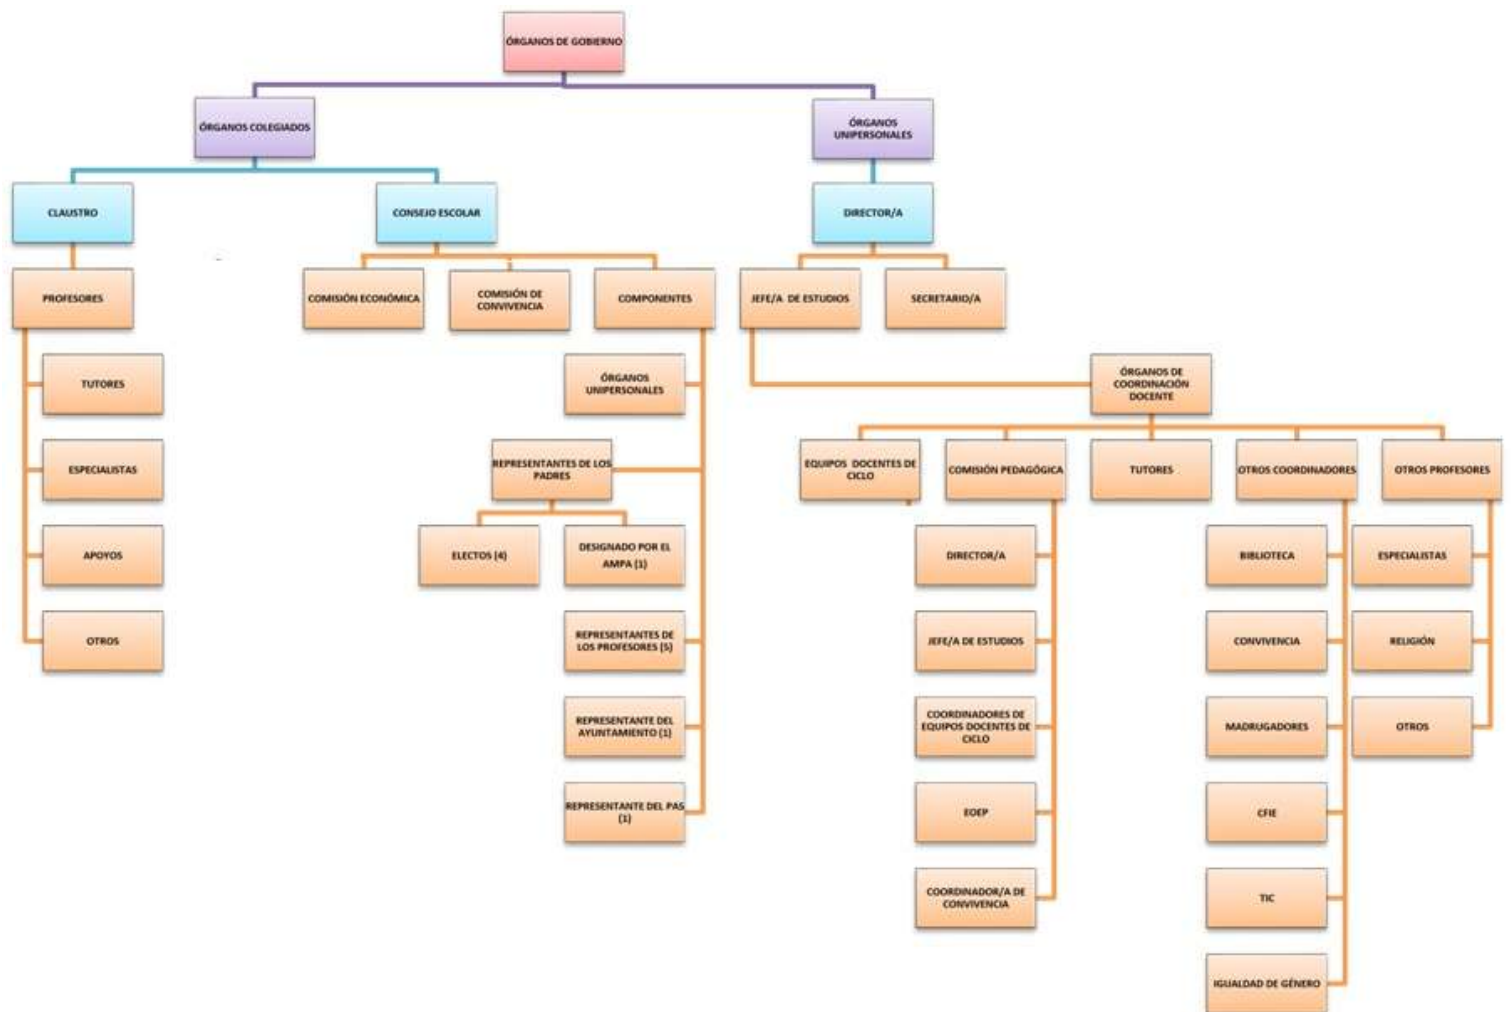 ÓRGANOS DE GOBIERNO
ÓRGANOS COLEGIADOS
ÓRGANOS
UNIPERSONALES
CLAUSTRO
CONSEJO ESCOLAR
DIRECTOR/A
PROFESORES
COMISIÓN ECONÓMICA
COMISIÓN DE
CONVIVENCIA
COMPONENTES
JEFE/A DE ESTUDIOS
SECRETARIO/A
TUTORES
ESPECIALISTAS
APOYOS
OTROS
ÓRGANOS
UNIPERSONALES
REPRESENTANTES DE LOS
PADRES
ELECTOS (4)
DESIGNADO POR EL
AMPA (1)
REPRESENTANTES DE
LOS PROFESORES (5)
REPRESENTANTE DEL
AYUNTAMIENTO (1)
REPRESENTANTE DEL PAS
(1)
ÓRGANOS DE
COORDINACIÓN
DOCENTE
EQUIPOS DOCENTES DE
CICLO
COMISIÓN PEDAGÓGICA
TUTORES
OTROS COORDINADORES
OTROS PROFESORES
DIRECTOR/A
JEFE/A DE ESTUDIOS
COORDINADORES DE
EQUIPOS DOCENTES DE
CICLO
EOEP
COORDINADOR/A DE
CONVIVENCIA
BIBLIOTECA
CONVIVENCIA
MADRUGADORES
CFIE
TIC
IGUALDAD DE GÉNERO
ESPECIALISTAS
RELIGIÓN
OTROS